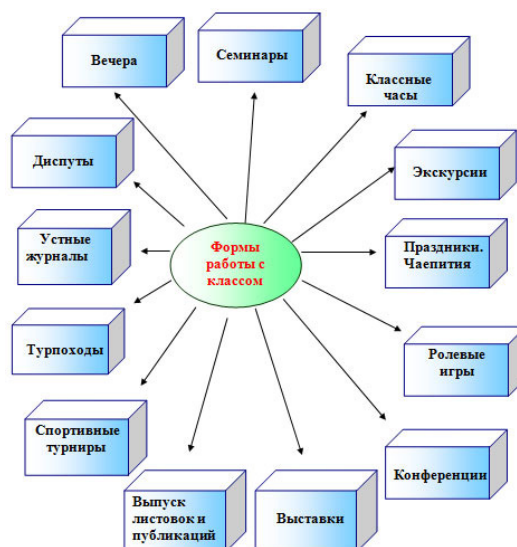 Вечера
Семинары
Классные
часы
Диспуты
Экскурсии
Устные
журналы
Формы
работы с
классом
Праздники.
Чаепития
Турпоходы
Ролевые
игры
Спортивные
турниры
Конференции
Выпуск
листовок и
публикаций
Выставки